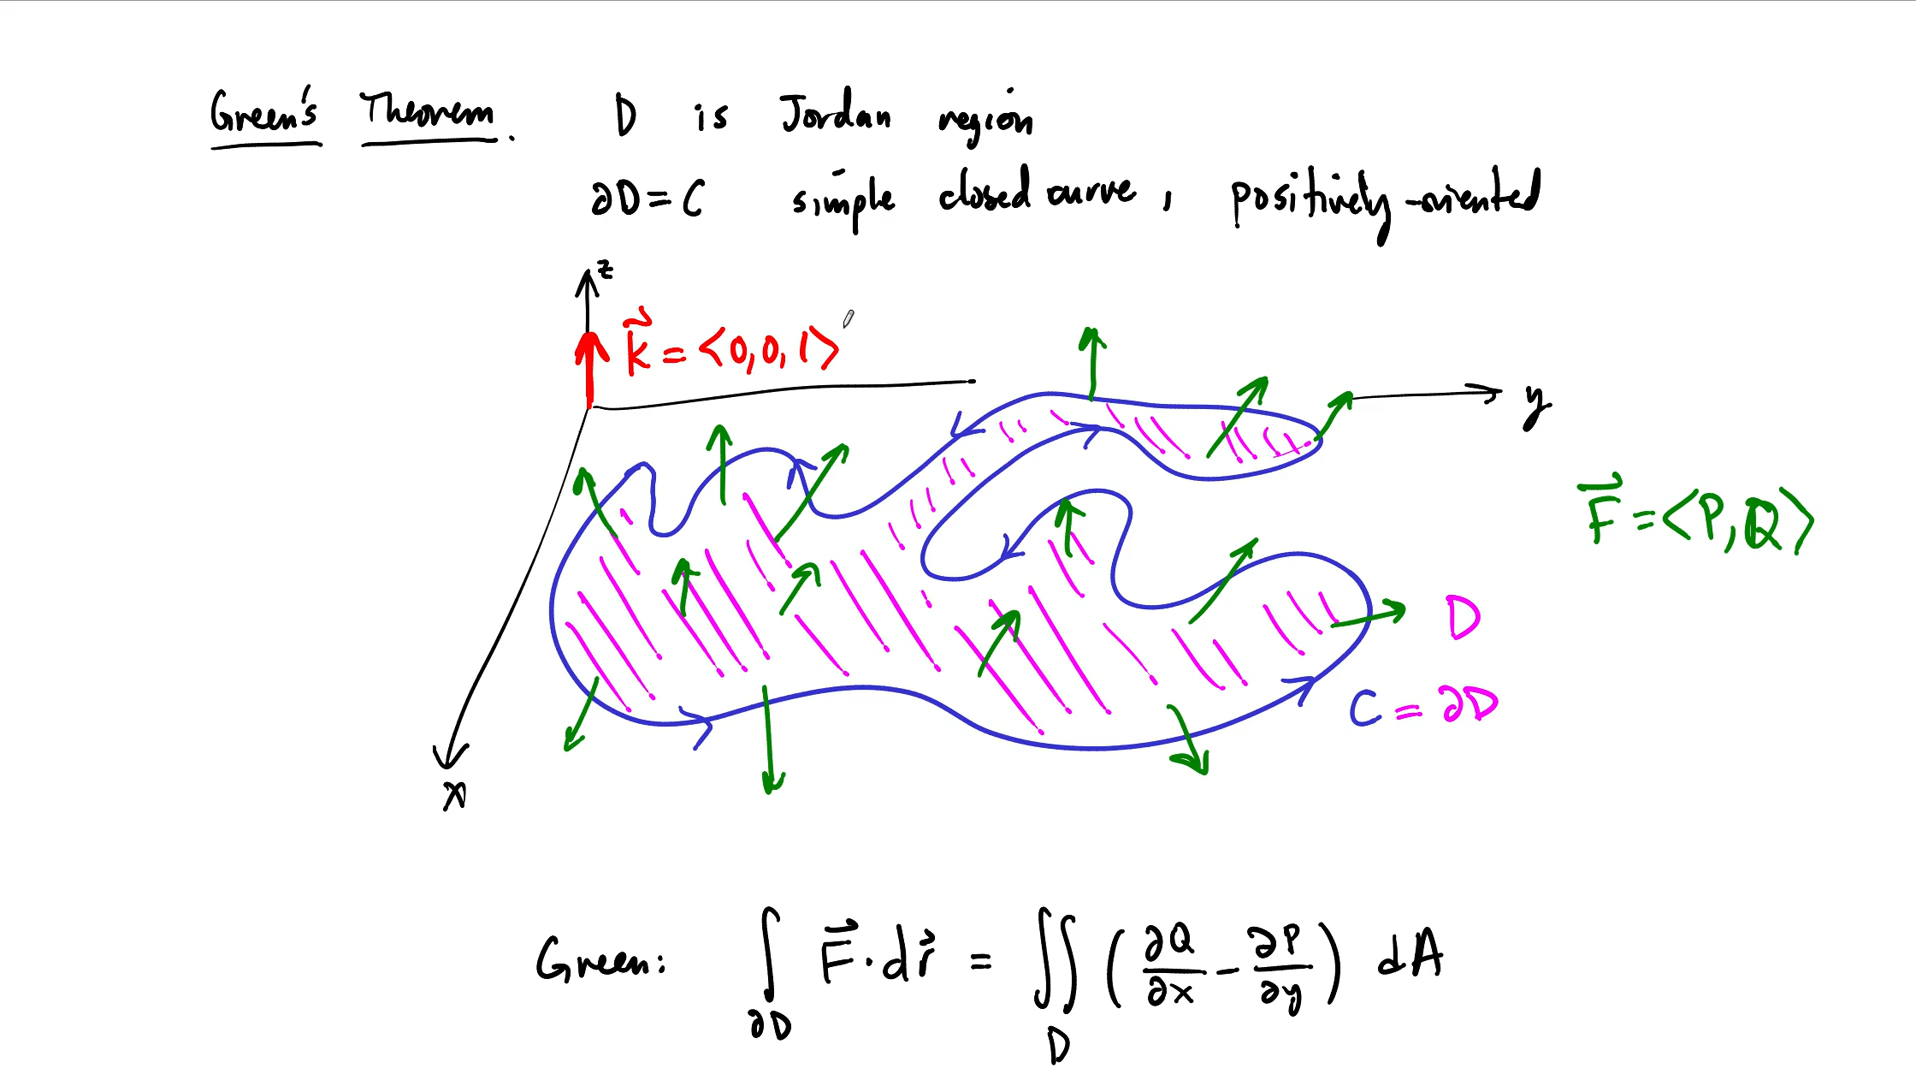 Green's Theorem. D is Jordan region
∂D = C simple closed curve, positively-oriented
z
k⃗ = <0,0,1>
y
F⃗ = <P,Q>
D
C = ∂D
x
Green: ∫_∂D F⃗ · dr⃗ = ∬_D (∂Q/∂x − ∂P/∂y) dA